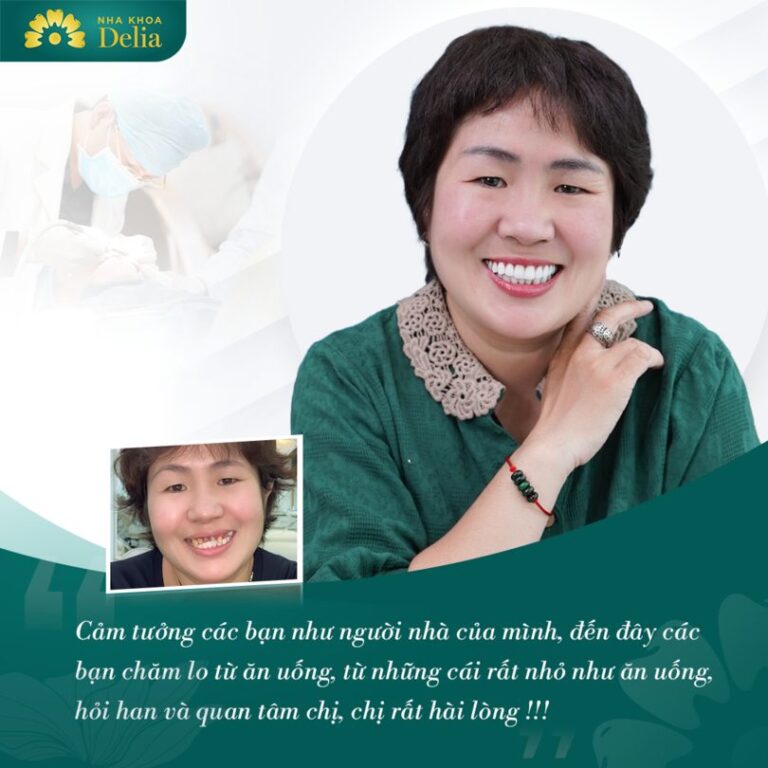 NHA KHOA
Delia
Cảm tưởng các bạn như người nhà của mình, đến đây các
bạn chăm lo từ ăn uống, từ những cái rất nhỏ như ăn uống,
hỏi han và quan tâm chị, chị rất hài lòng !!!